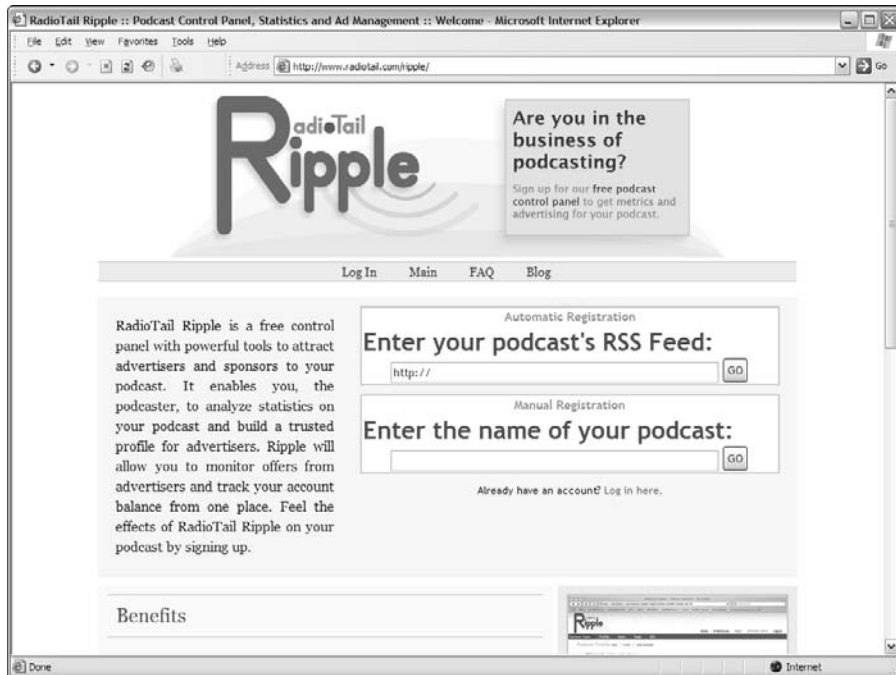 RadioTail Ripple :: Podcast Control Panel, Statistics and Ad Management :: Welcome - Microsoft Internet Explorer
File Edit View Favorites Tools Help
Address http://www.radiotail.com/ripple/ Go
RadioTail
Ripple
Are you in the
business of
podcasting?
Sign up for our free podcast
control panel to get metrics and
advertising for your podcast.
Log In Main FAQ Blog
RadioTail Ripple is a free control
panel with powerful tools to attract
advertisers and sponsors to your
podcast. It enables you, the
podcaster, to analyze statistics on
your podcast and build a trusted
profile for advertisers. Ripple will
allow you to monitor offers from
advertisers and track your account
balance from one place. Feel the
effects of RadioTail Ripple on your
podcast by signing up.
Automatic Registration
Enter your podcast's RSS Feed:
http:// GO
Manual Registration
Enter the name of your podcast:
GO
Already have an account? Log in here.
Benefits
Ripple
Done Internet